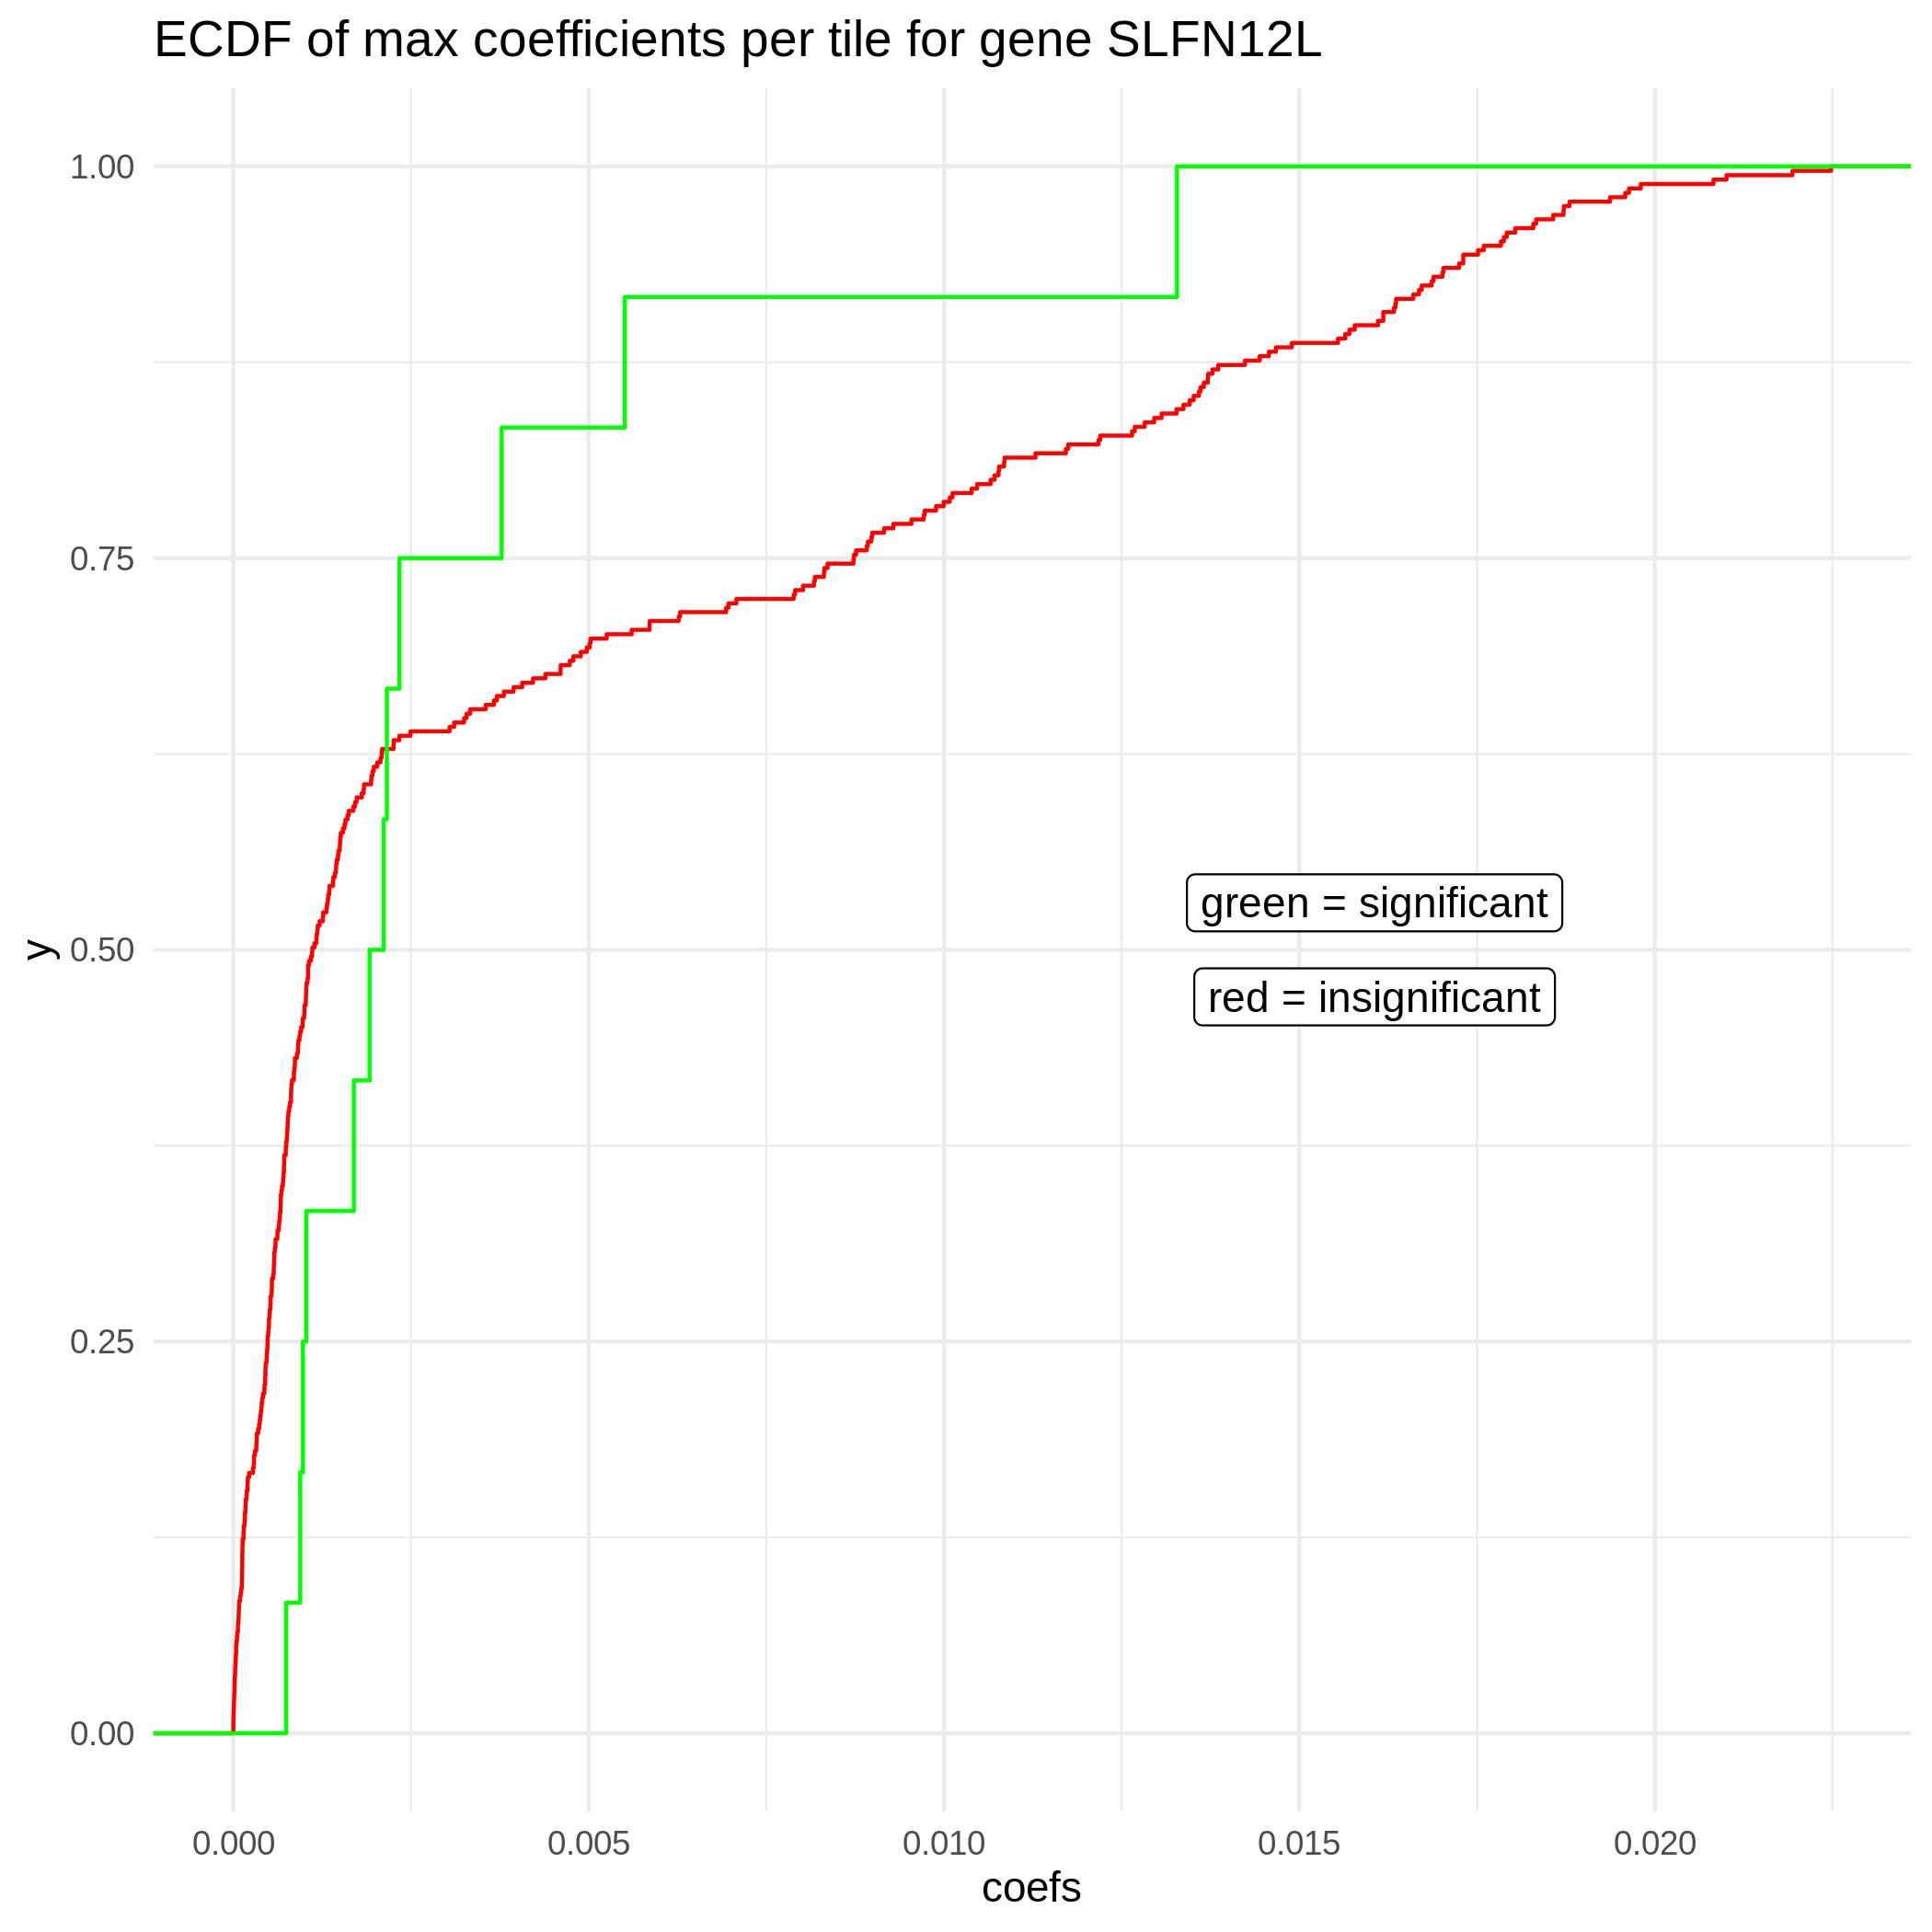 ECDF of max coefficients per tile for gene SLFN12L
1.00
0.75
0.50
0.25
0.00
y
green = significant
red = insignificant
0.000 0.005 0.010 0.015 0.020
coefs